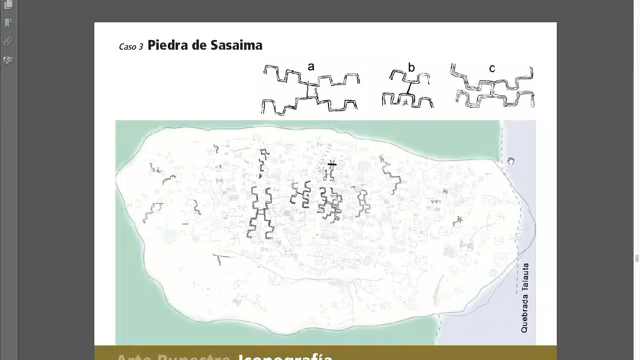 Caso 3 Piedra de Sasaima
a b c
Quebrada Talauta
Arte Rupestre Iconografía